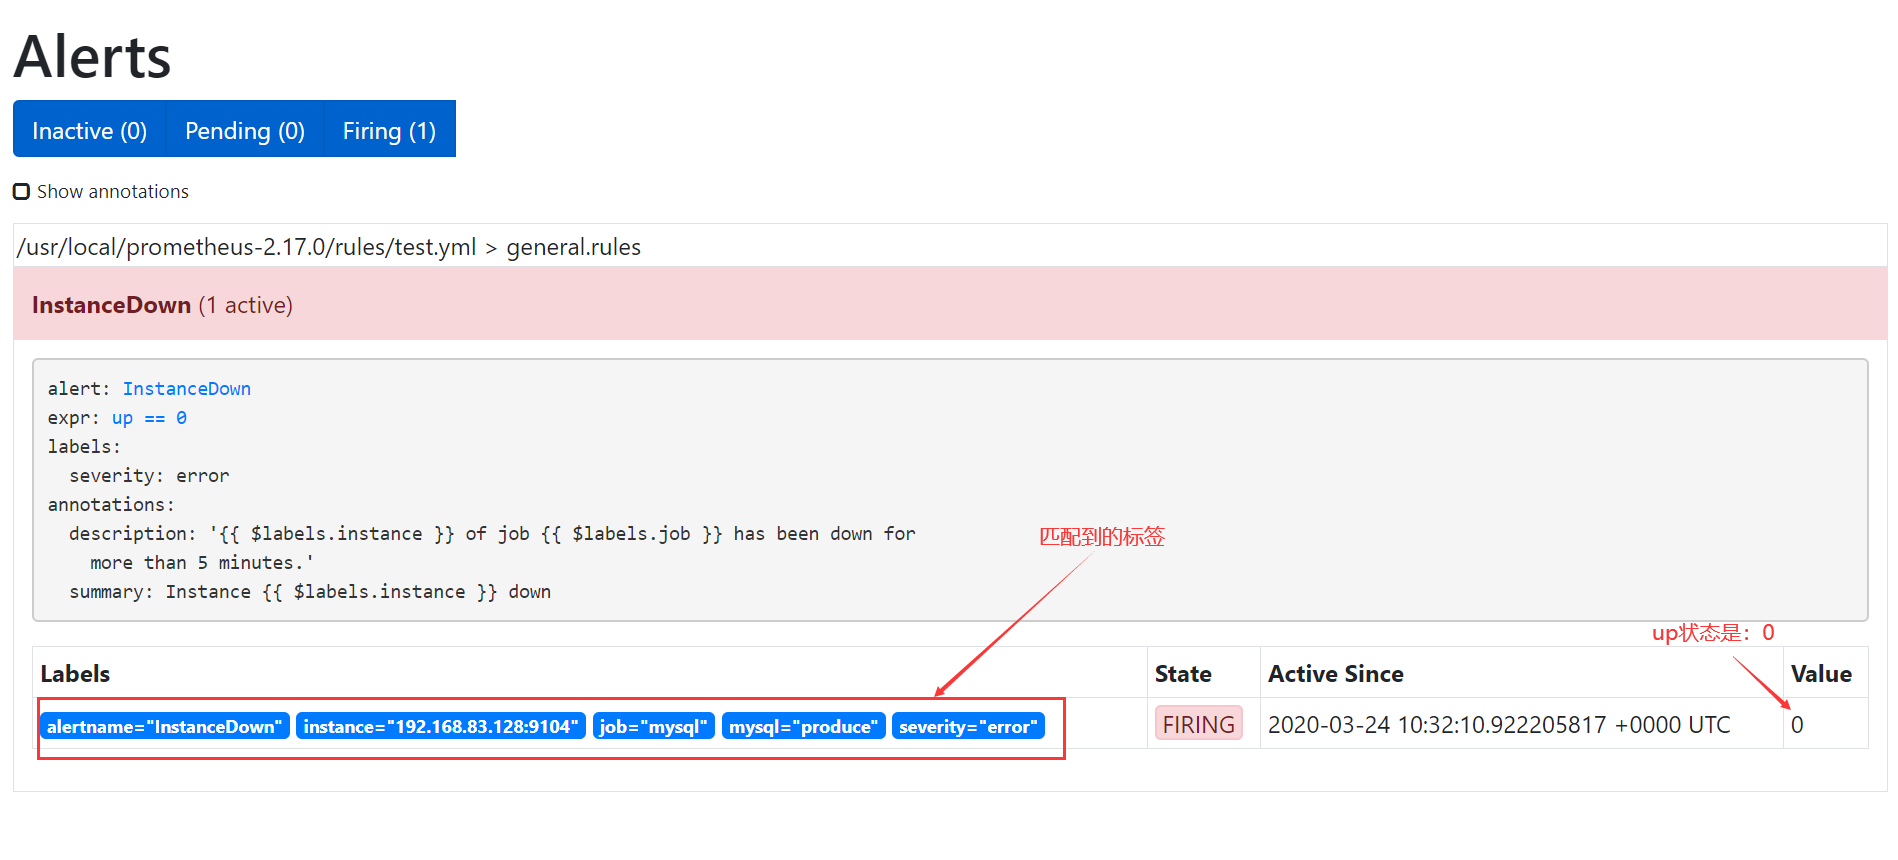 Alerts
Inactive (0) Pending (0) Firing (1)
Show annotations
/usr/local/prometheus-2.17.0/rules/test.yml > general.rules
InstanceDown (1 active)
alert: InstanceDown
expr: up == 0
labels:
  severity: error
annotations:
  description: '{{ $labels.instance }} of job {{ $labels.job }} has been down for
    more than 5 minutes.'
  summary: Instance {{ $labels.instance }} down
匹配到的标签
up状态是：0
Labels State Active Since Value
alertname="InstanceDown" instance="192.168.83.128:9104" job="mysql" mysql="produce" severity="error" FIRING 2020-03-24 10:32:10.922205817 +0000 UTC 0